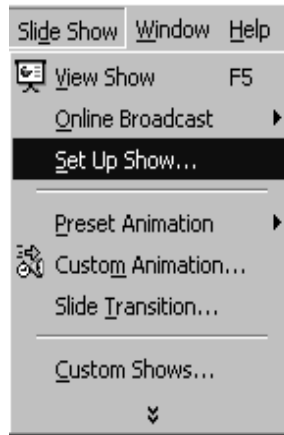 Slide Show Window Help
View Show F5
Online Broadcast
Set Up Show...
Preset Animation
Custom Animation...
Slide Transition...
Custom Shows...